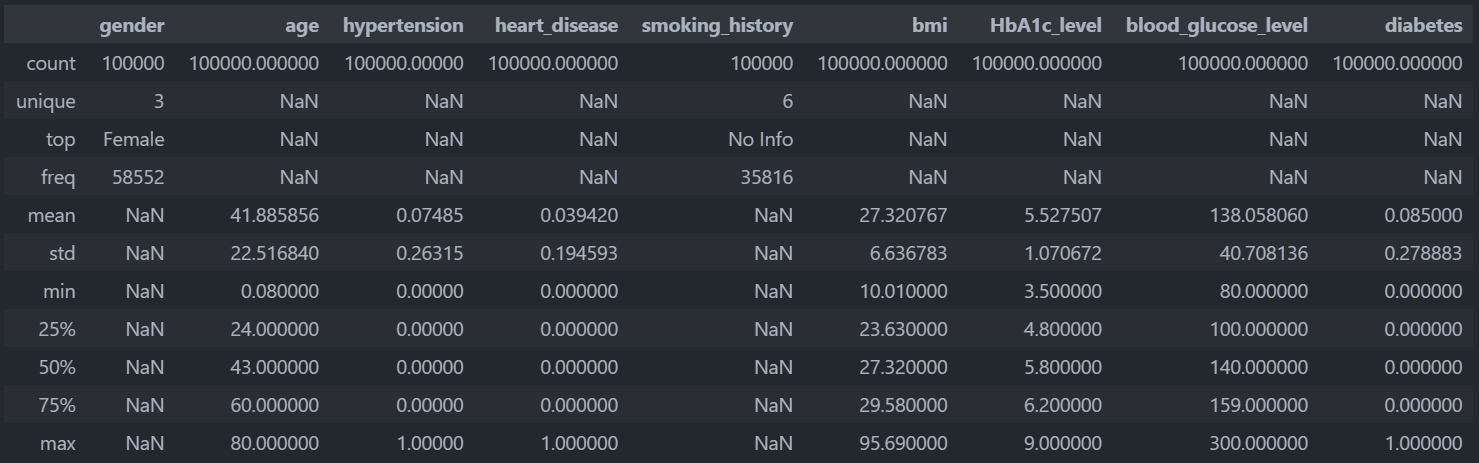 gender age hypertension heart_disease smoking_history bmi HbA1c_level blood_glucose_level diabetes
count 100000 100000.000000 100000.00000 100000.000000 100000 100000.000000 100000.000000 100000.000000 100000.000000
unique 3 NaN NaN NaN 6 NaN NaN NaN NaN
top Female NaN NaN NaN No Info NaN NaN NaN NaN
freq 58552 NaN NaN NaN 35816 NaN NaN NaN NaN
mean NaN 41.885856 0.07485 0.039420 NaN 27.320767 5.527507 138.058060 0.085000
std NaN 22.516840 0.26315 0.194593 NaN 6.636783 1.070672 40.708136 0.278883
min NaN 0.080000 0.00000 0.000000 NaN 10.010000 3.500000 80.000000 0.000000
25% NaN 24.000000 0.00000 0.000000 NaN 23.630000 4.800000 100.000000 0.000000
50% NaN 43.000000 0.00000 0.000000 NaN 27.320000 5.800000 140.000000 0.000000
75% NaN 60.000000 0.00000 0.000000 NaN 29.580000 6.200000 159.000000 0.000000
max NaN 80.000000 1.00000 1.000000 NaN 95.690000 9.000000 300.000000 1.000000